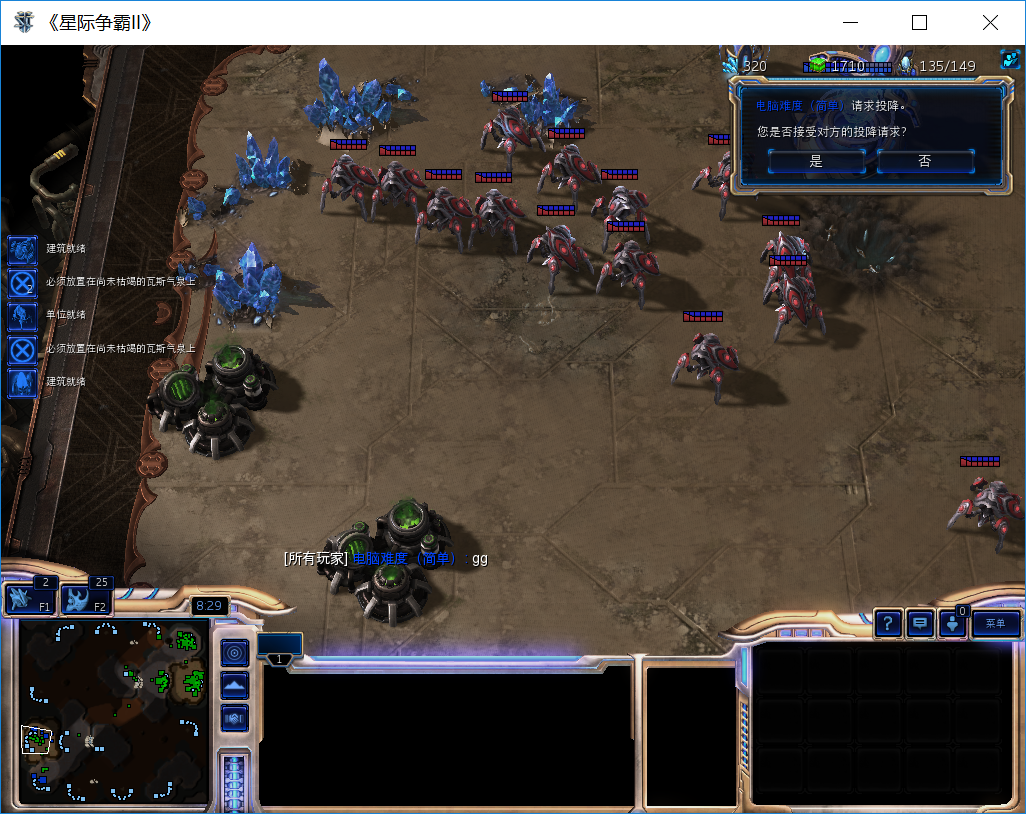 《星际争霸II》
320 1710 135/149
电脑难度（简单）请求投降。
您是否接受对方的投降请求？
是 否
建筑就绪
必须放置在尚未枯竭的瓦斯气泉上
2
单位就绪
必须放置在尚未枯竭的瓦斯气泉上
建筑就绪
[所有玩家] 电脑难度（简单）: gg
2 25
F1 F2
8:29
0
? 菜单
1